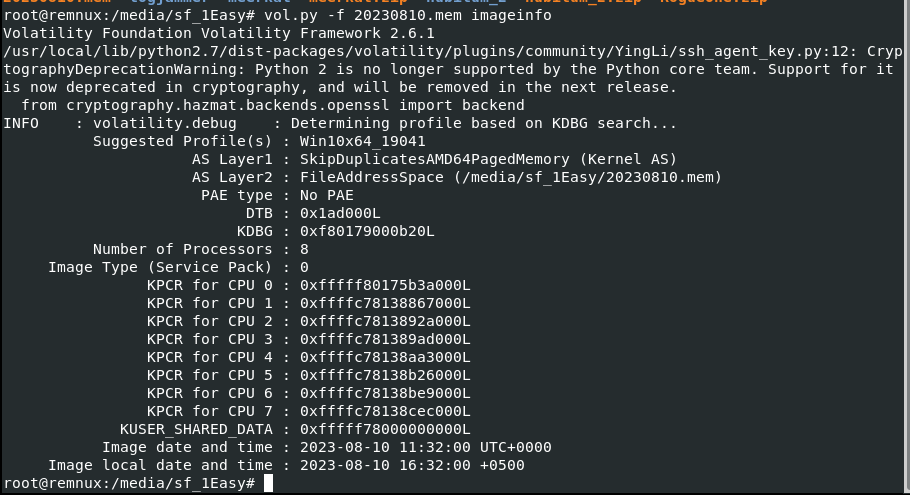 root@remnux:/media/sf_1Easy# vol.py -f 20230810.mem imageinfo
Volatility Foundation Volatility Framework 2.6.1
/usr/local/lib/python2.7/dist-packages/volatility/plugins/community/YingLi/ssh_agent_key.py:12: Cryp
tographyDeprecationWarning: Python 2 is no longer supported by the Python core team. Support for it
is now deprecated in cryptography, and will be removed in the next release.
  from cryptography.hazmat.backends.openssl import backend
INFO    : volatility.debug    : Determining profile based on KDBG search...
          Suggested Profile(s) : Win10x64_19041
                     AS Layer1 : SkipDuplicatesAMD64PagedMemory (Kernel AS)
                     AS Layer2 : FileAddressSpace (/media/sf_1Easy/20230810.mem)
                      PAE type : No PAE
                           DTB : 0x1ad000L
                          KDBG : 0xf80179000b20L
          Number of Processors : 8
     Image Type (Service Pack) : 0
                KPCR for CPU 0 : 0xfffff80175b3a000L
                KPCR for CPU 1 : 0xffffc78138867000L
                KPCR for CPU 2 : 0xffffc7813892a000L
                KPCR for CPU 3 : 0xffffc781389ad000L
                KPCR for CPU 4 : 0xffffc78138aa3000L
                KPCR for CPU 5 : 0xffffc78138b26000L
                KPCR for CPU 6 : 0xffffc78138be9000L
                KPCR for CPU 7 : 0xffffc78138cec000L
             KUSER_SHARED_DATA : 0xfffff78000000000L
           Image date and time : 2023-08-10 11:32:00 UTC+0000
     Image local date and time : 2023-08-10 16:32:00 +0500
root@remnux:/media/sf_1Easy#